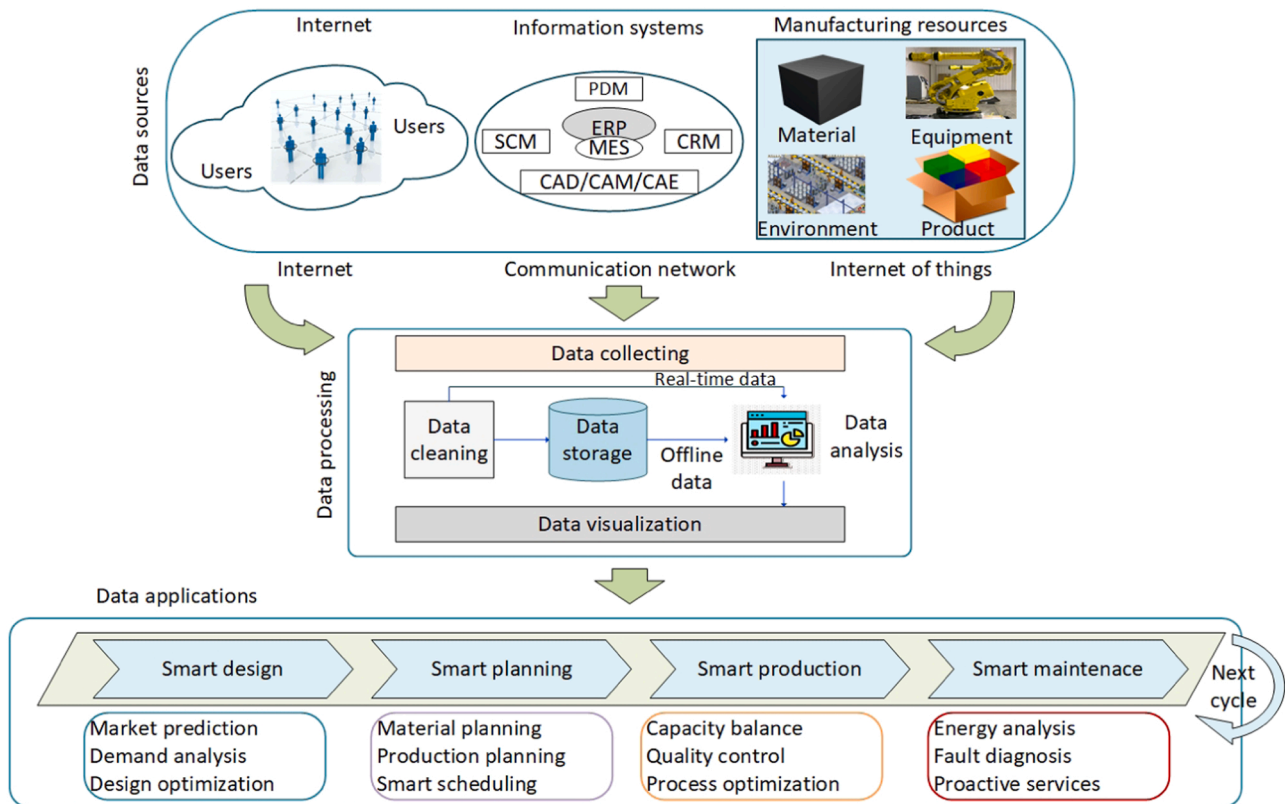 Internet
Information systems
Manufacturing resources
Data sources
Users
Users
PDM
ERP
MES
SCM
CRM
CAD/CAM/CAE
Material
Equipment
Environment
Product
Internet
Communication network
Internet of things
Data processing
Data collecting
Real-time data
Data
cleaning
Data
storage
Offline
data
Data
analysis
Data visualization
Data applications
Smart design
Smart planning
Smart production
Smart maintenace
Next
cycle
Market prediction
Demand analysis
Design optimization
Material planning
Production planning
Smart scheduling
Capacity balance
Quality control
Process optimization
Energy analysis
Fault diagnosis
Proactive services